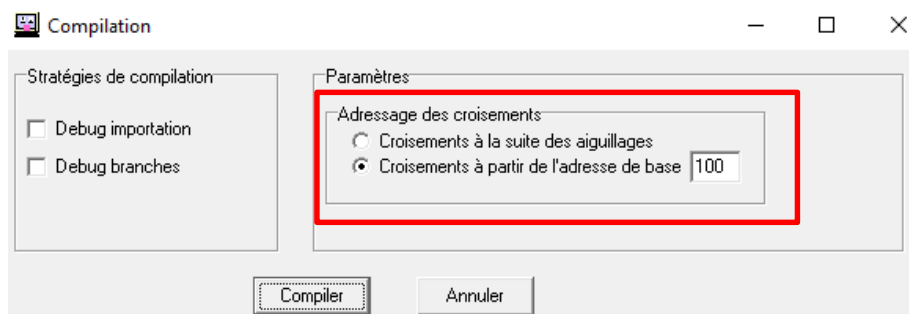 Compilation
Stratégies de compilation
Debug importation
Debug branches
Paramètres
Adressage des croisements
Croisements à la suite des aiguillages
Croisements à partir de l'adresse de base 100
Compiler
Annuler